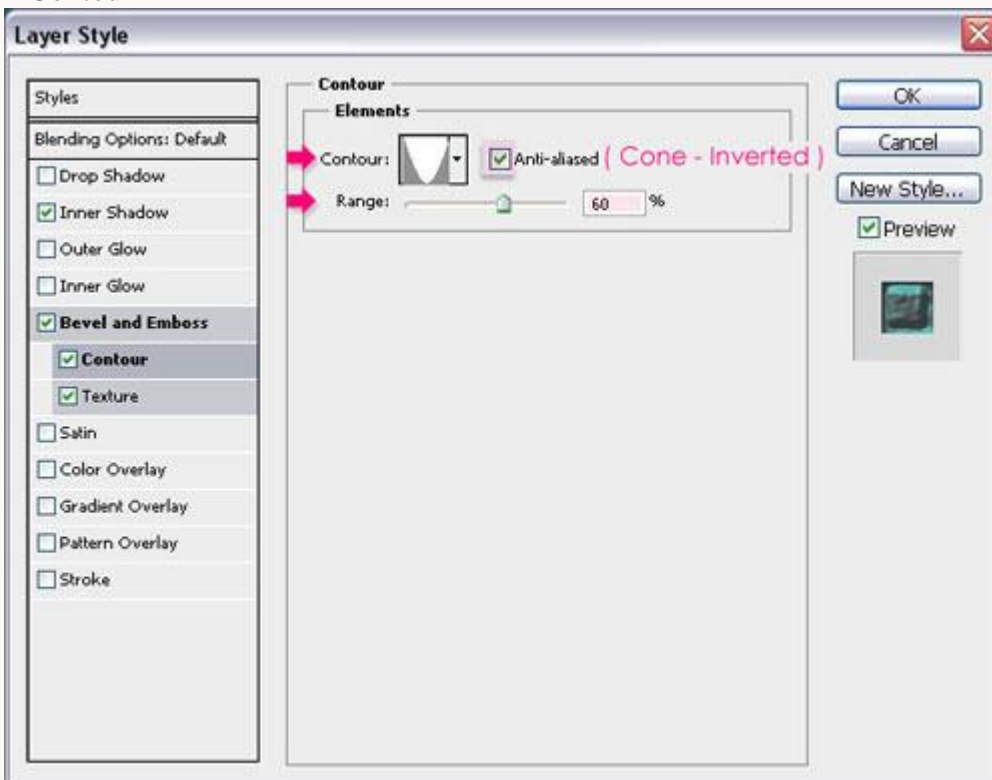 Layer Style
Styles
Blending Options: Default
Drop Shadow
Inner Shadow
Outer Glow
Inner Glow
Bevel and Emboss
Contour
Texture
Satin
Color Overlay
Gradient Overlay
Pattern Overlay
Stroke
Contour
Elements
Contour: Anti-aliased ( Cone - Inverted )
Range: 60 %
OK
Cancel
New Style...
Preview